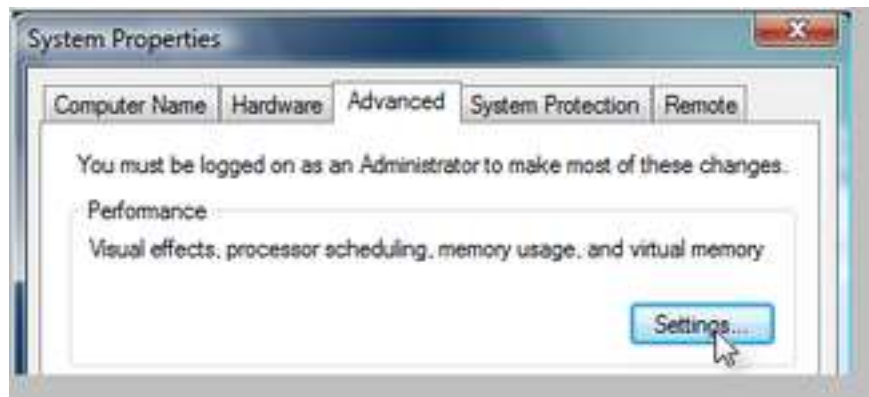 System Properties
Computer Name Hardware Advanced System Protection Remote
You must be logged on as an Administrator to make most of these changes.
Performance
Visual effects, processor scheduling, memory usage, and virtual memory
Settings...